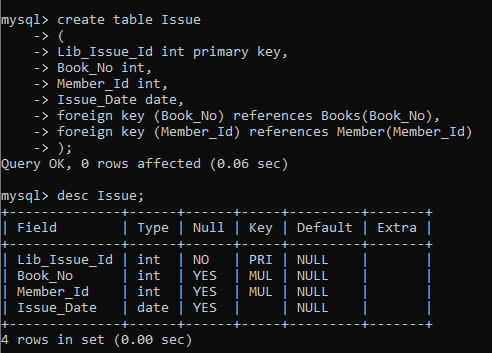 mysql> create table Issue
    -> (
    -> Lib_Issue_Id int primary key,
    -> Book_No int,
    -> Member_Id int,
    -> Issue_Date date,
    -> foreign key (Book_No) references Books(Book_No),
    -> foreign key (Member_Id) references Member(Member_Id)
    -> );
Query OK, 0 rows affected (0.06 sec)

mysql> desc Issue;
+--------------+------+------+-----+---------+-------+
| Field        | Type | Null | Key | Default | Extra |
+--------------+------+------+-----+---------+-------+
| Lib_Issue_Id | int  | NO   | PRI | NULL    |       |
| Book_No      | int  | YES  | MUL | NULL    |       |
| Member_Id    | int  | YES  | MUL | NULL    |       |
| Issue_Date   | date | YES  |     | NULL    |       |
+--------------+------+------+-----+---------+-------+
4 rows in set (0.00 sec)